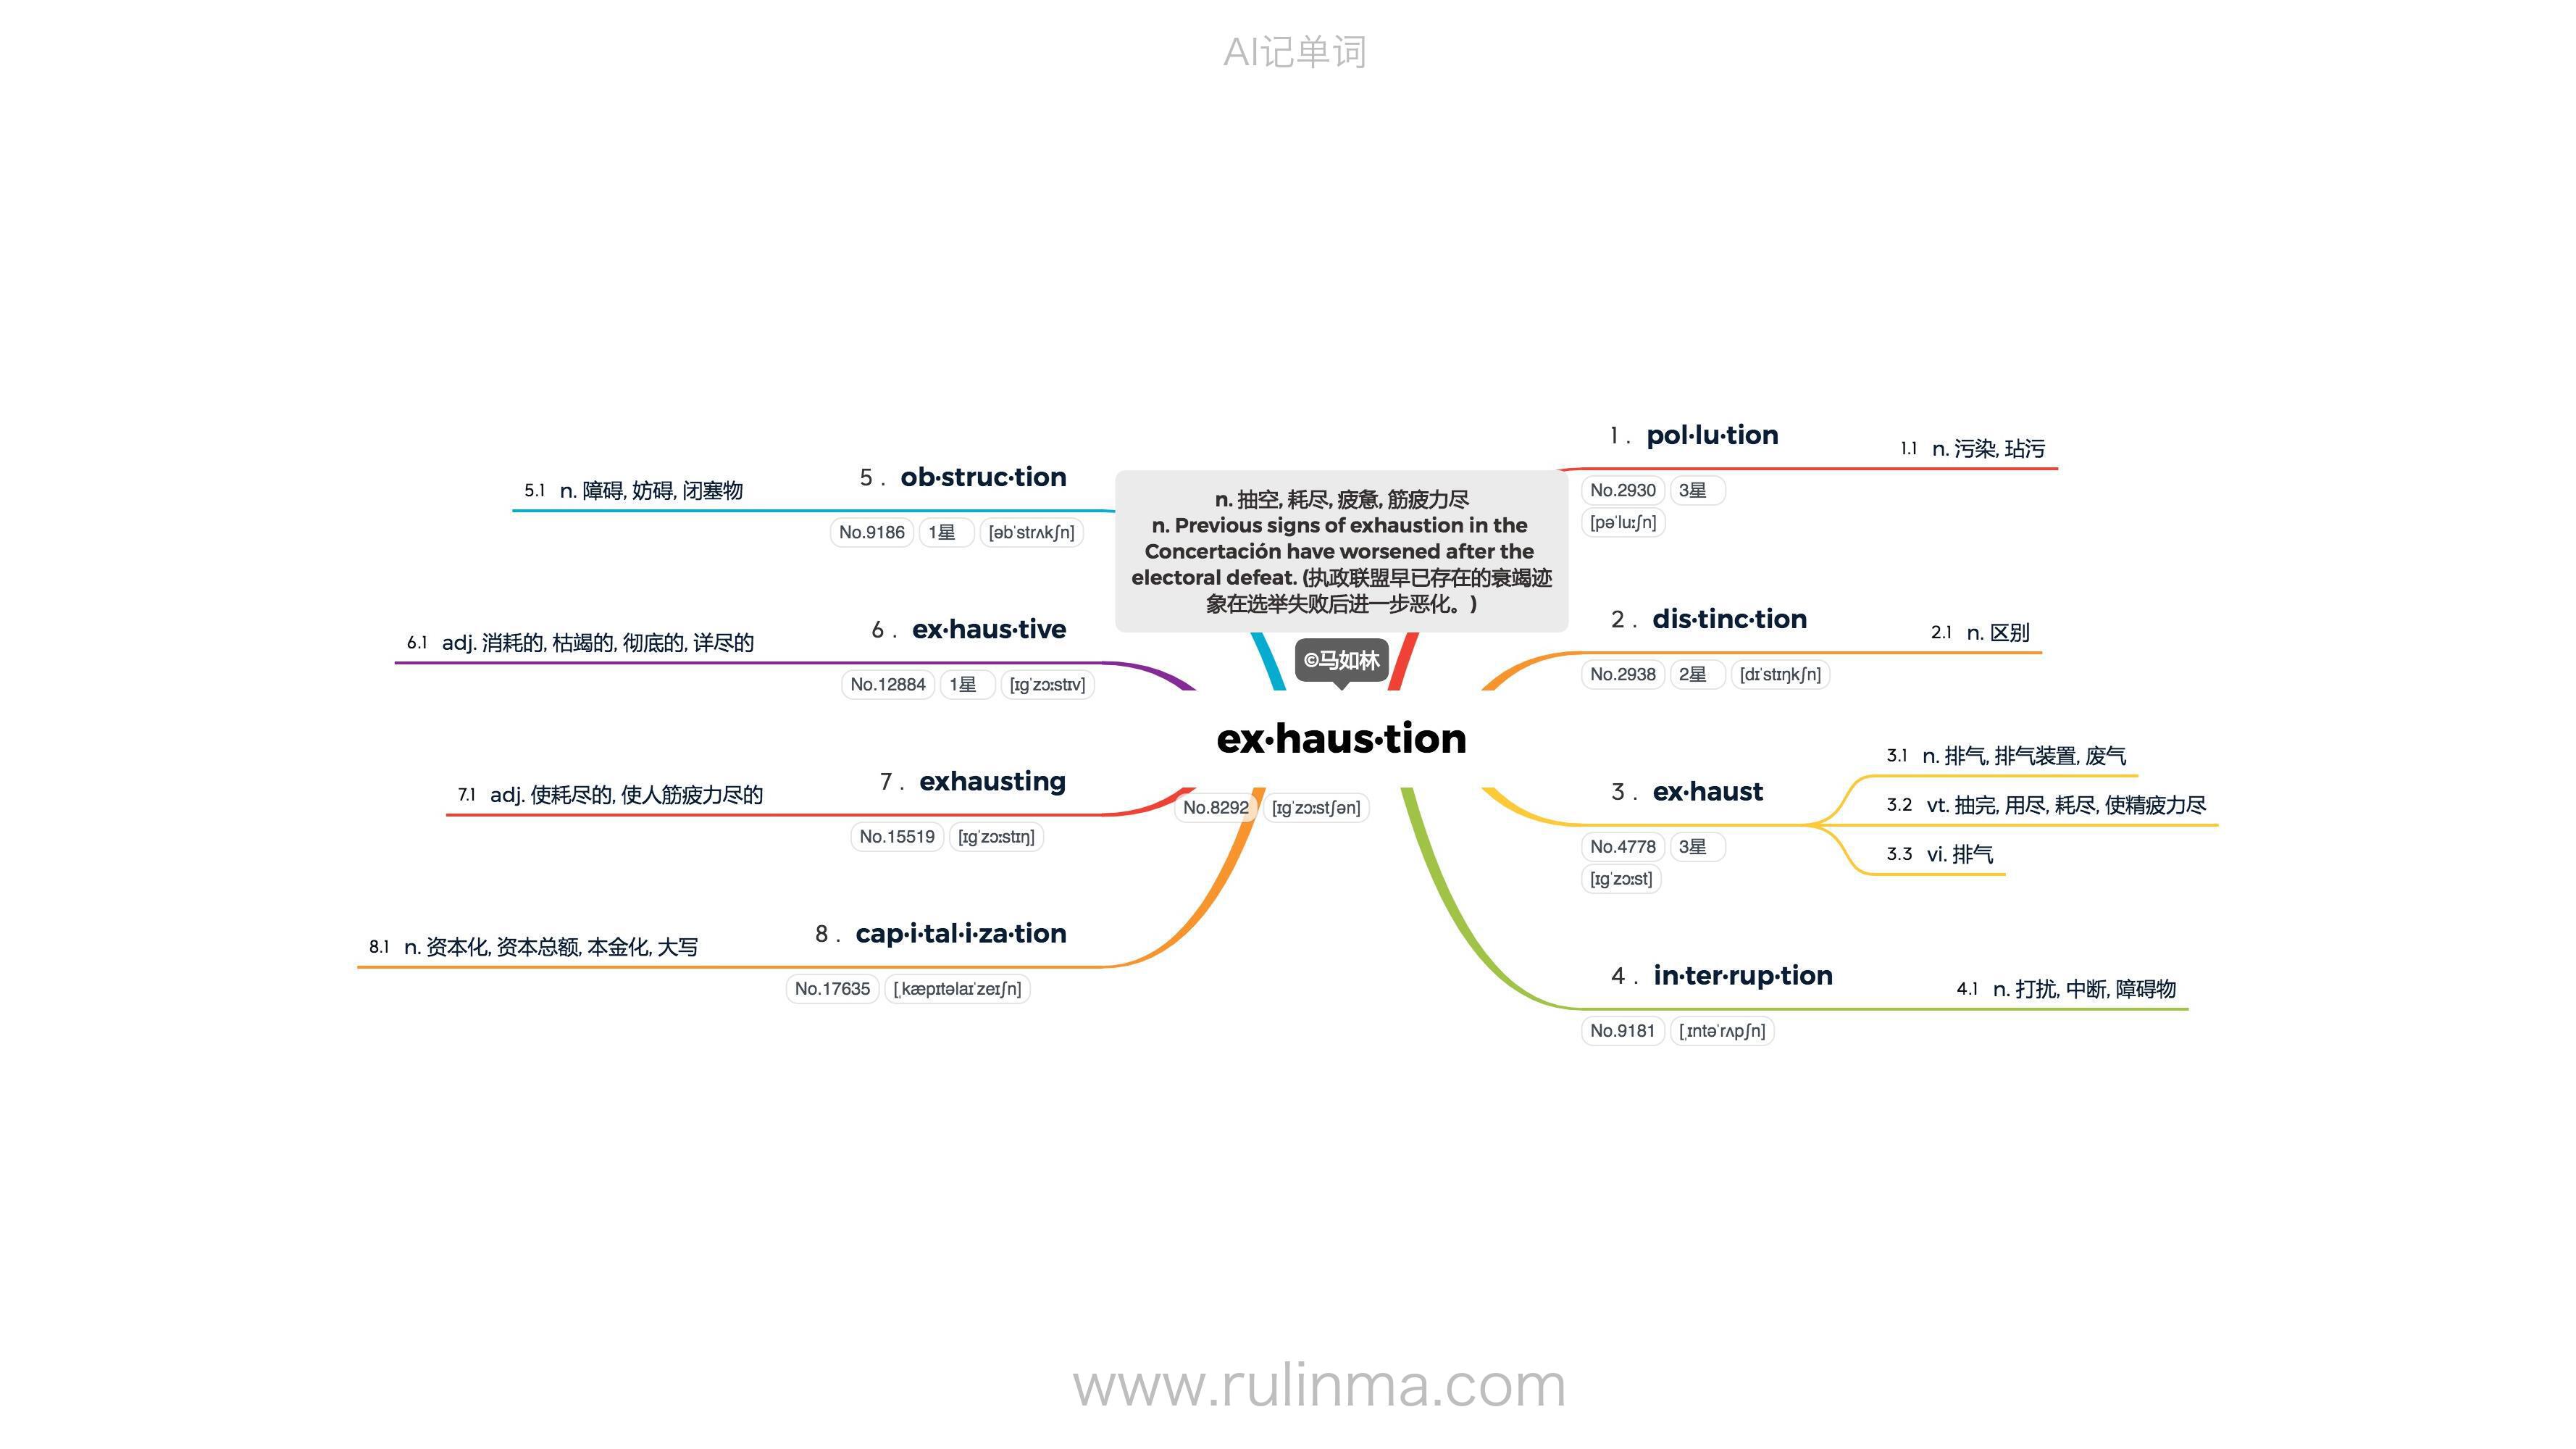 AI记单词
n. 抽空, 耗尽, 疲惫, 筋疲力尽
n. Previous signs of exhaustion in the
Concertación have worsened after the
electoral defeat. (执政联盟早已存在的衰竭迹
象在选举失败后进一步恶化。)
©马如林
ex·haus·tion
No.8292 [ɪgˈzɔːstʃən]
1 . pol·lu·tion
No.2930 3星
[pəˈluːʃn]
1.1 n. 污染, 玷污
2 . dis·tinc·tion
No.2938 2星 [dɪˈstɪŋkʃn]
2.1 n. 区别
3 . ex·haust
No.4778 3星
[ɪgˈzɔːst]
3.1 n. 排气, 排气装置, 废气
3.2 vt. 抽完, 用尽, 耗尽, 使精疲力尽
3.3 vi. 排气
4 . in·ter·rup·tion
No.9181 [ˌɪntəˈrʌpʃn]
4.1 n. 打扰, 中断, 障碍物
5 . ob·struc·tion
No.9186 1星 [əbˈstrʌkʃn]
5.1 n. 障碍, 妨碍, 闭塞物
6 . ex·haus·tive
No.12884 1星 [ɪgˈzɔːstɪv]
6.1 adj. 消耗的, 枯竭的, 彻底的, 详尽的
7 . exhausting
No.15519 [ɪgˈzɔːstɪŋ]
7.1 adj. 使耗尽的, 使人筋疲力尽的
8 . cap·i·tal·i·za·tion
No.17635 [ˌkæpɪtəlaɪˈzeɪʃn]
8.1 n. 资本化, 资本总额, 本金化, 大写
www.rulinma.com